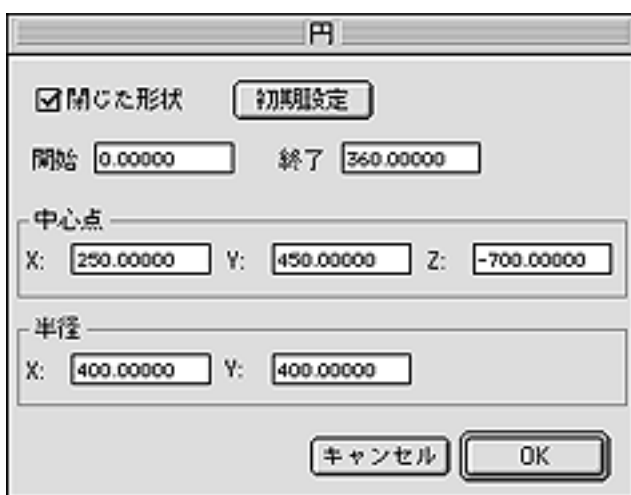 円
閉じた形状 初期設定
開始 0.00000 終了 360.00000
中心点
X: 250.00000 Y: 450.00000 Z: -700.00000
半径
X: 400.00000 Y: 400.00000
キャンセル OK